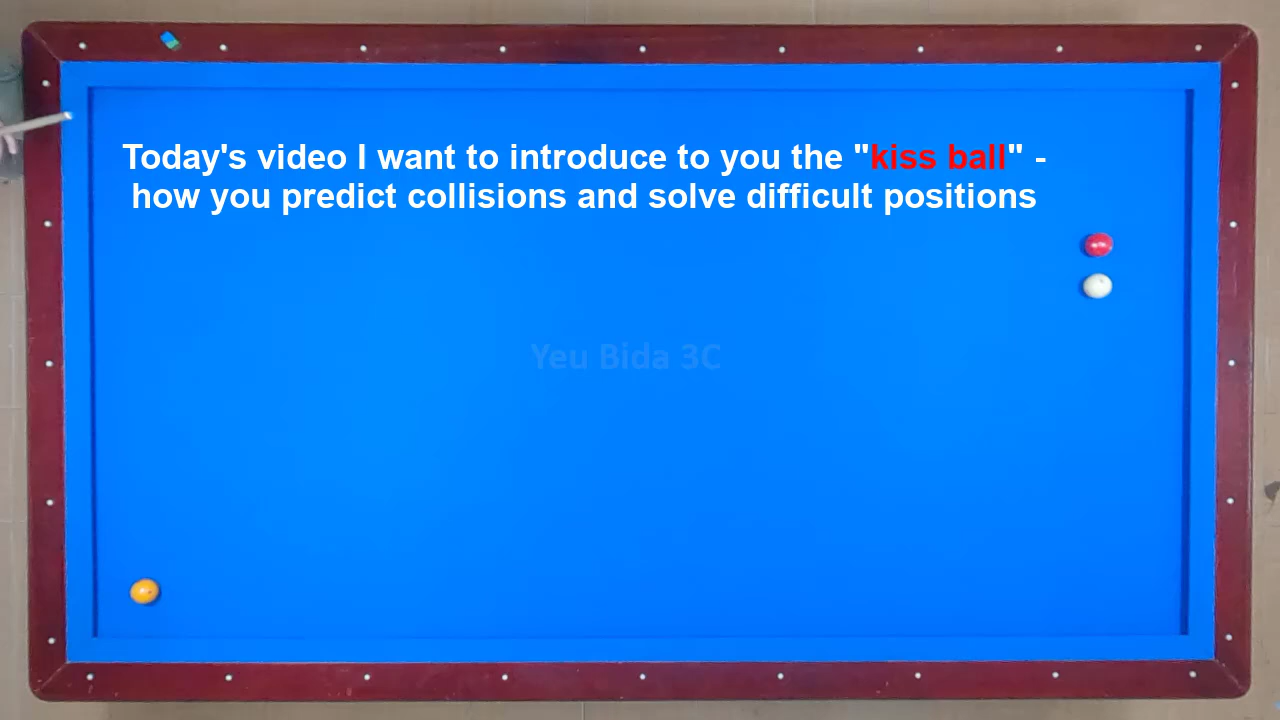 Today's video I want to introduce to you the "kiss ball" -
how you predict collisions and solve difficult positions
Yeu Bida 3C